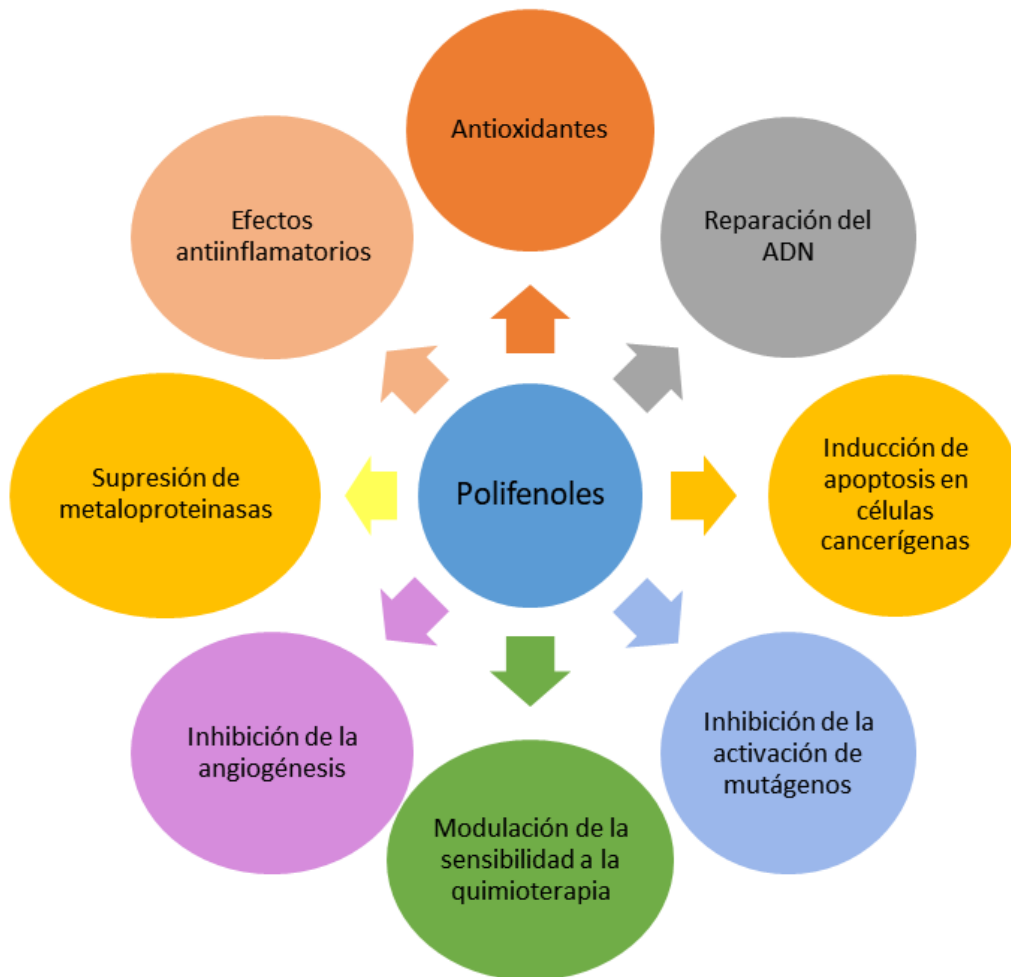 Antioxidantes
Reparación del
ADN
Inducción de
apoptosis en
células
cancerígenas
Inhibición de la
activación de
mutágenos
Modulación de la
sensibilidad a la
quimioterapia
Inhibición de la
angiogénesis
Supresión de
metaloproteinasas
Efectos
antiinflamatorios
Polifenoles